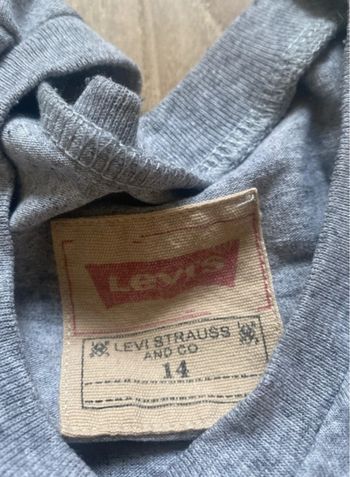 Levi's
LEVI STRAUSS
AND CO
14